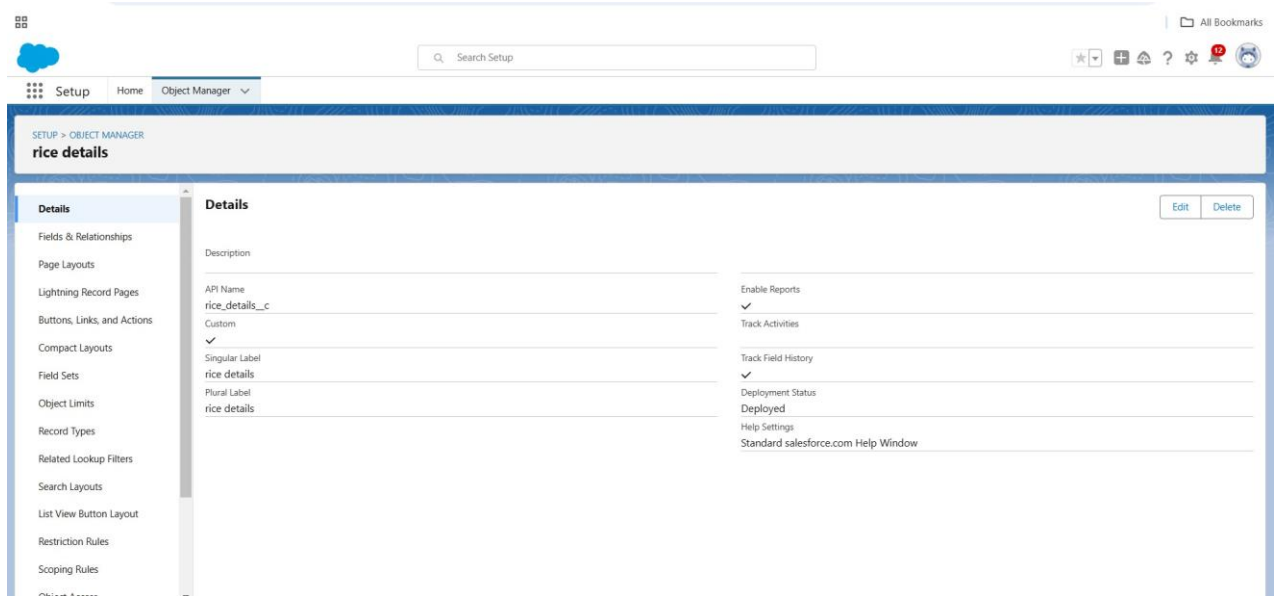 All Bookmarks
Search Setup
12
Setup Home Object Manager
SETUP > OBJECT MANAGER
rice details
Details
Fields & Relationships
Page Layouts
Lightning Record Pages
Buttons, Links, and Actions
Compact Layouts
Field Sets
Object Limits
Record Types
Related Lookup Filters
Search Layouts
List View Button Layout
Restriction Rules
Scoping Rules
Object Access
Details
Edit Delete
Description
API Name
rice_details__c
Custom
Singular Label
rice details
Plural Label
rice details
Enable Reports
Track Activities
Track Field History
Deployment Status
Deployed
Help Settings
Standard salesforce.com Help Window